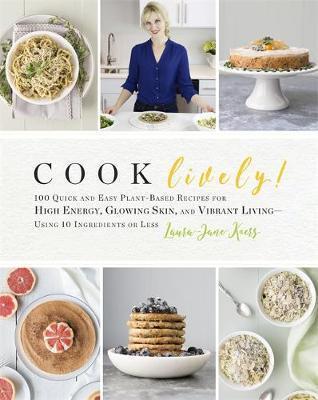 COOK lively!
100 Quick and Easy Plant-Based Recipes for
High Energy, Glowing Skin, and Vibrant Living—
Using 10 Ingredients or Less
Laura-Jane Koers